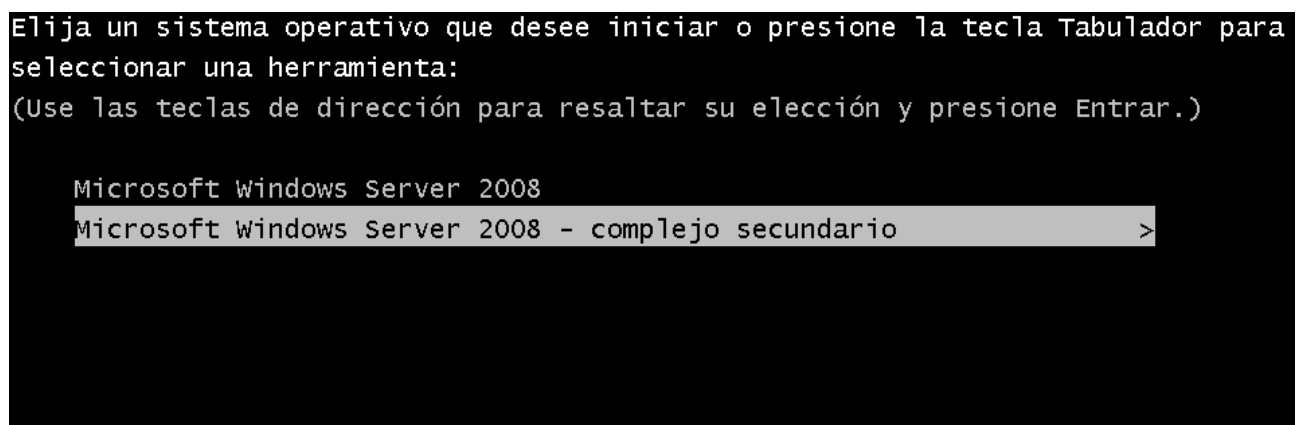 Elija un sistema operativo que desee iniciar o presione la tecla Tabulador para
seleccionar una herramienta:
(Use las teclas de dirección para resaltar su elección y presione Entrar.)
Microsoft Windows Server 2008
Microsoft Windows Server 2008 - complejo secundario >